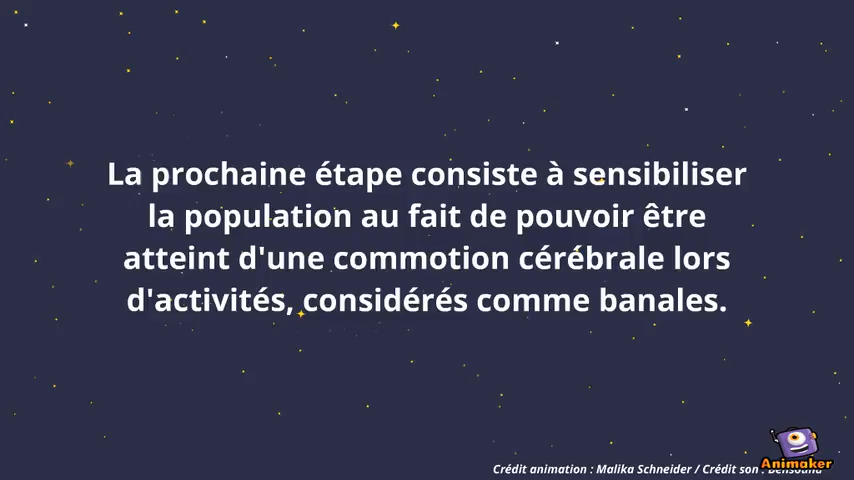 La prochaine étape consiste à sensibiliser
la population au fait de pouvoir être
atteint d'une commotion cérébrale lors
d'activités, considérés comme banales.
Crédit animation : Malika Schneider / Crédit son :
Animaker